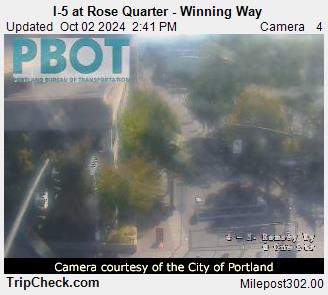 I-5 at Rose Quarter - Winning Way
Updated Oct 02 2024 2:41 PM Camera 4
PBOT
PORTLAND BUREAU OF TRANSPORTATION
Camera courtesy of the City of Portland
TripCheck.com Milepost302.00